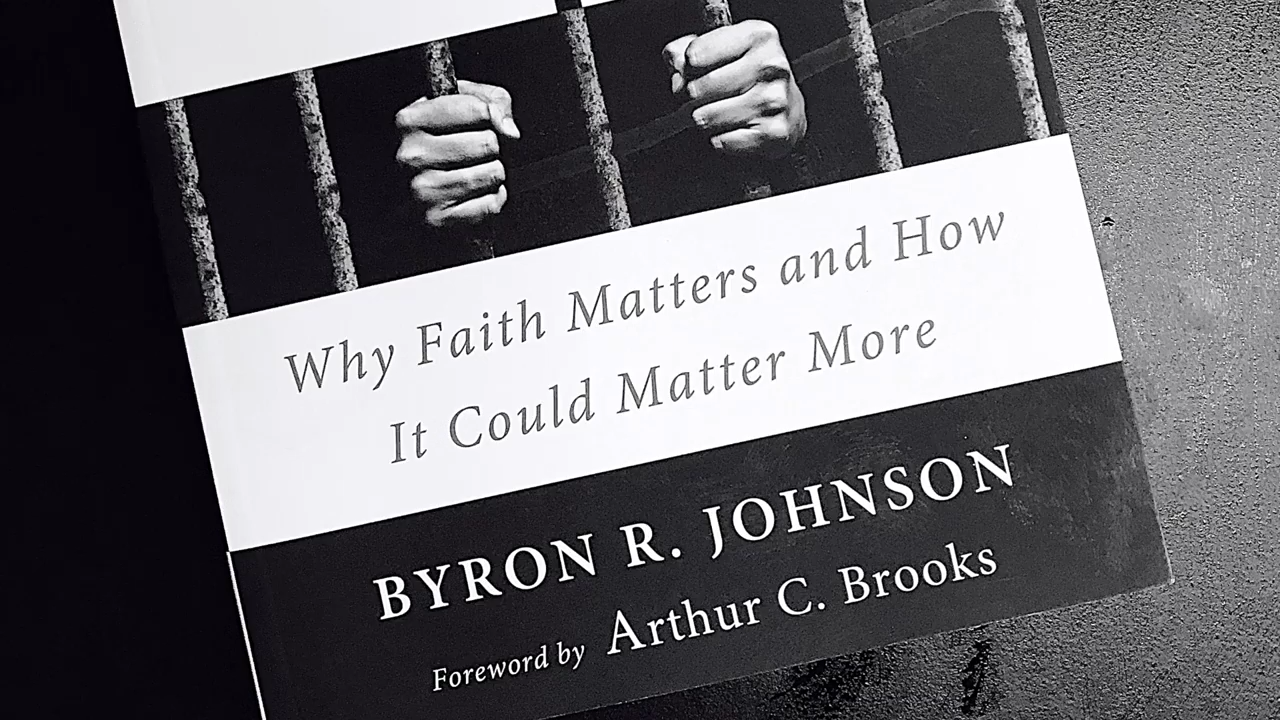 Why Faith Matters and How
It Could Matter More
BYRON R. JOHNSON
Foreword by Arthur C. Brooks